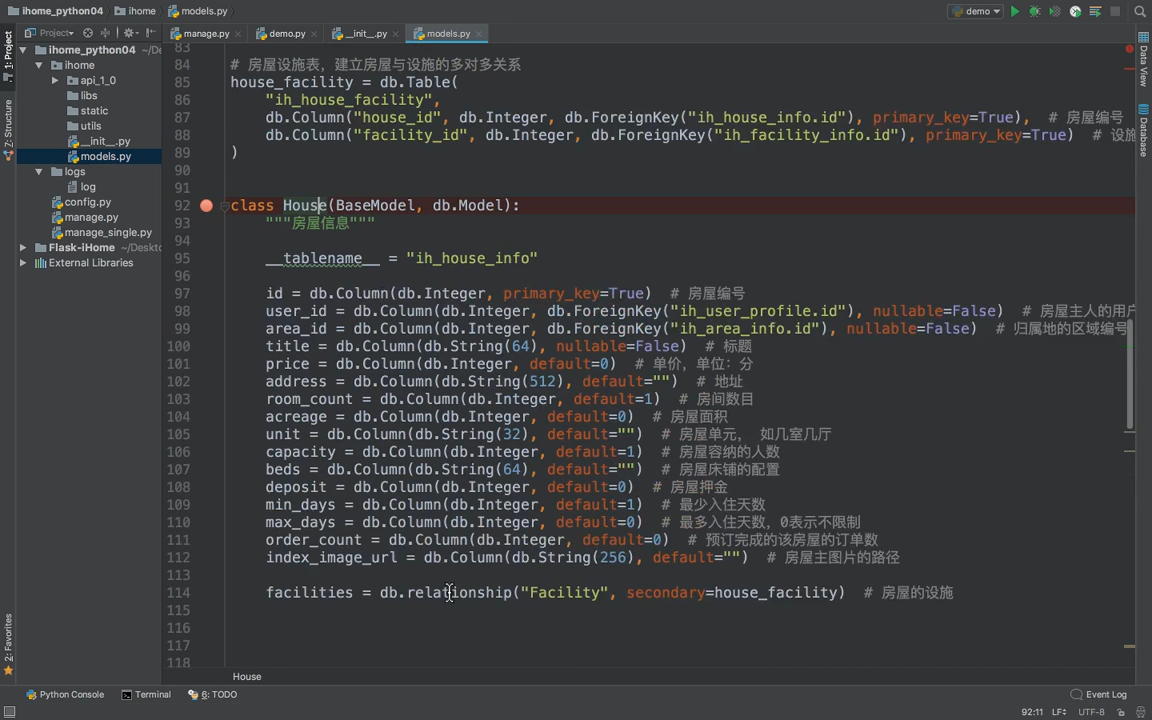 ihome_python04 ihome models.py demo
Project manage.py demo.py __init__.py models.py
1: Project
Z-Structure
2: Favorites
Data View
Database
ihome_python04 ~/De
ihome
api_1_0
libs
static
utils
__init__.py
models.py
logs
log
config.py
manage.py
manage_single.py
Flask-iHome ~/Deskto
External Libraries
83
84 # 房屋设施表，建立房屋与设施的多对多关系
85 house_facility = db.Table(
86 "ih_house_facility",
87 db.Column("house_id", db.Integer, db.ForeignKey("ih_house_info.id"), primary_key=True), # 房屋编号
88 db.Column("facility_id", db.Integer, db.ForeignKey("ih_facility_info.id"), primary_key=True) # 设施
89 )
90
91
92 class House(BaseModel, db.Model):
93 """房屋信息"""
94
95 __tablename__ = "ih_house_info"
96
97 id = db.Column(db.Integer, primary_key=True) # 房屋编号
98 user_id = db.Column(db.Integer, db.ForeignKey("ih_user_profile.id"), nullable=False) # 房屋主人的用户
99 area_id = db.Column(db.Integer, db.ForeignKey("ih_area_info.id"), nullable=False) # 归属地的区域编号
100 title = db.Column(db.String(64), nullable=False) # 标题
101 price = db.Column(db.Integer, default=0) # 单价，单位：分
102 address = db.Column(db.String(512), default="") # 地址
103 room_count = db.Column(db.Integer, default=1) # 房间数目
104 acreage = db.Column(db.Integer, default=0) # 房屋面积
105 unit = db.Column(db.String(32), default="") # 房屋单元， 如几室几厅
106 capacity = db.Column(db.Integer, default=1) # 房屋容纳的人数
107 beds = db.Column(db.String(64), default="") # 房屋床铺的配置
108 deposit = db.Column(db.Integer, default=0) # 房屋押金
109 min_days = db.Column(db.Integer, default=1) # 最少入住天数
110 max_days = db.Column(db.Integer, default=0) # 最多入住天数，0表示不限制
111 order_count = db.Column(db.Integer, default=0) # 预订完成的该房屋的订单数
112 index_image_url = db.Column(db.String(256), default="") # 房屋主图片的路径
113
114 facilities = db.relationship("Facility", secondary=house_facility) # 房屋的设施
115
116
117
118
House
Python Console Terminal 6: TODO Event Log
92:11 LF UTF-8